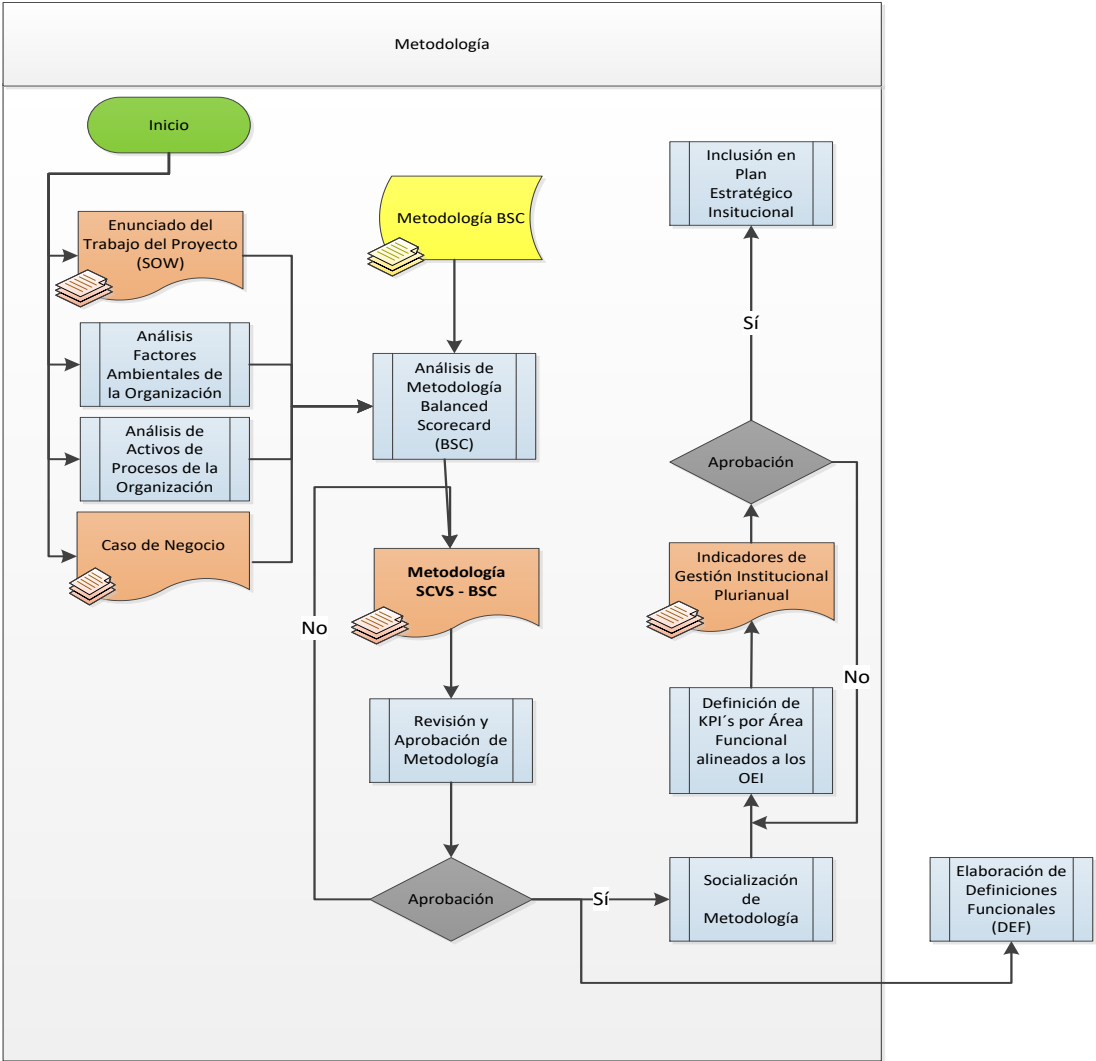 Metodología
Inicio
Enunciado del
Trabajo del Proyecto
(SOW)
Análisis
Factores
Ambientales de
la Organización
Análisis de
Activos de
Procesos de la
Organización
Caso de Negocio
Metodología BSC
Análisis de
Metodología
Balanced
Scorecard
(BSC)
Metodología
SCVS - BSC
No
Revisión y
Aprobación de
Metodología
Aprobación
Sí
Socialización
de
Metodología
Definición de
KPI´s por Área
Funcional
alineados a los
OEI
Indicadores de
Gestión Institucional
Plurianual
Aprobación
No
Sí
Inclusión en
Plan
Estratégico
Insitucional
Elaboración de
Definiciones
Funcionales
(DEF)